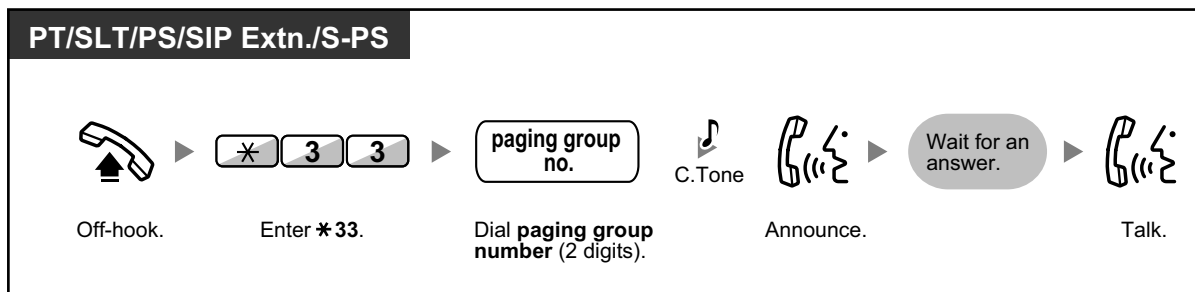 PT/SLT/PS/SIP Extn./S-PS
* 3 3
paging group
no.
C.Tone
Wait for an
answer.
Off-hook.
Enter *33.
Dial paging group
number (2 digits).
Announce.
Talk.